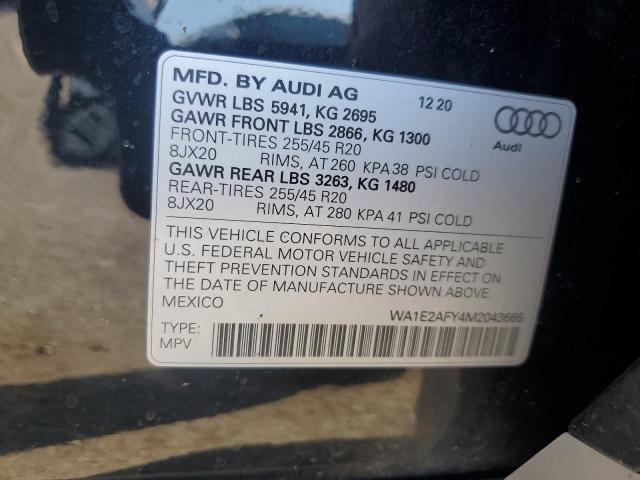 MFD. BY AUDI AG 12 20
GVWR LBS 5941, KG 2695
GAWR FRONT LBS 2866, KG 1300
FRONT-TIRES 255/45 R20
8JX20 RIMS, AT 260 KPA 38 PSI COLD
GAWR REAR LBS 3263, KG 1480
REAR-TIRES 255/45 R20
8JX20 RIMS, AT 280 KPA 41 PSI COLD
Audi
THIS VEHICLE CONFORMS TO ALL APPLICABLE
U.S. FEDERAL MOTOR VEHICLE SAFETY AND
THEFT PREVENTION STANDARDS IN EFFECT ON
THE DATE OF MANUFACTURE SHOWN ABOVE.
MEXICO
WA1E2AFY4M2043666
TYPE:
MPV